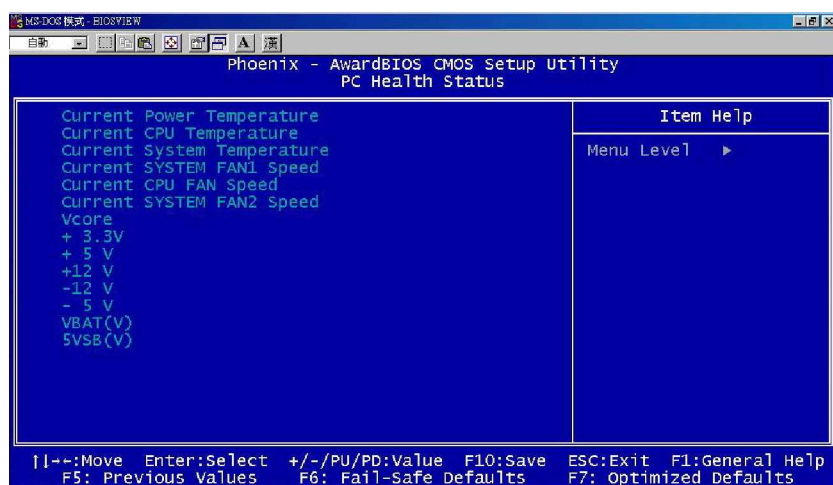 MS-DOS 模式 - BIOSVIEW
自動
A 漢
Phoenix - AwardBIOS CMOS Setup Utility
PC Health Status
Current Power Temperature
Current CPU Temperature
Current System Temperature
Current SYSTEM FAN1 Speed
Current CPU FAN Speed
Current SYSTEM FAN2 Speed
Vcore
+ 3.3V
+ 5 V
+12 V
-12 V
- 5 V
VBAT(V)
5VSB(V)
Item Help
Menu Level ▶
↑↓→←:Move Enter:Select +/-/PU/PD:Value F10:Save ESC:Exit F1:General Help
F5: Previous Values F6: Fail-Safe Defaults F7: Optimized Defaults